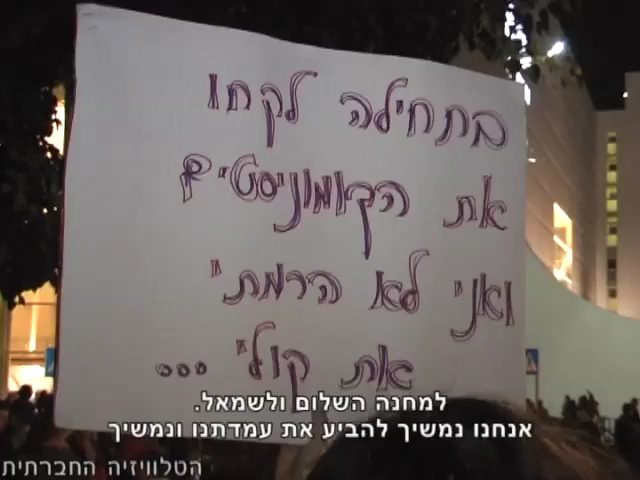 בתחילה לקחו
את הקומוניסטים
ואני לא הרמתי
את קולי ...
למחנה השלום ולשמאל.
אנחנו נמשיך להביע את עמדתנו ונמשיך
הטלוויזיה החברתית